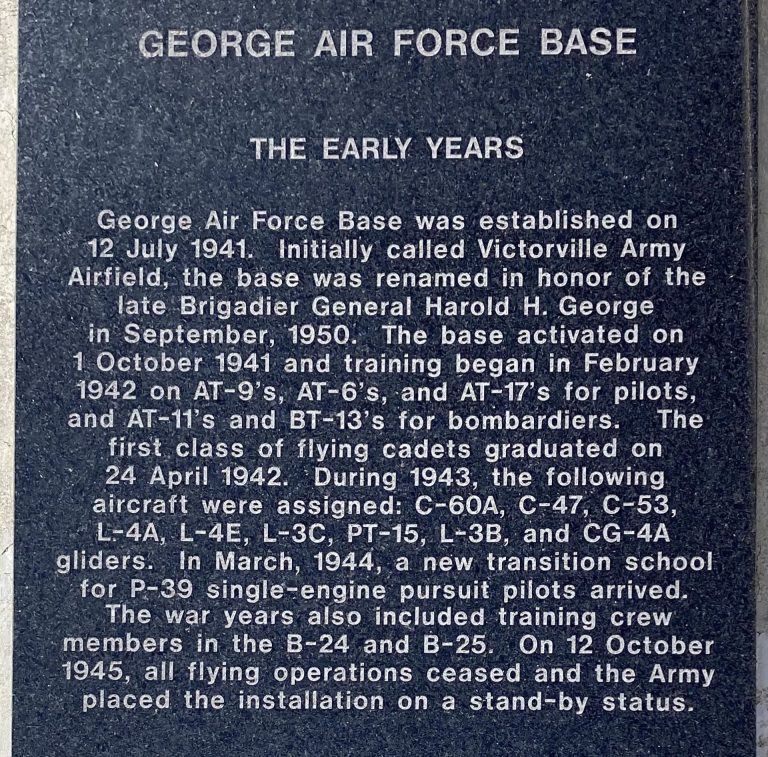 GEORGE AIR FORCE BASE
THE EARLY YEARS
George Air Force Base was established on
12 July 1941. Initially called Victorville Army
Airfield, the base was renamed in honor of the
late Brigadier General Harold H. George
in September, 1950. The base activated on
1 October 1941 and training began in February
1942 on AT-9's, AT-6's, and AT-17's for pilots,
and AT-11's and BT-13's for bombardiers. The
first class of flying cadets graduated on
24 April 1942. During 1943, the following
aircraft were assigned: C-60A, C-47, C-53,
L-4A, L-4E, L-3C, PT-15, L-3B, and CG-4A
gliders. In March, 1944, a new transition school
for P-39 single-engine pursuit pilots arrived.
The war years also included training crew
members in the B-24 and B-25. On 12 October
1945, all flying operations ceased and the Army
placed the installation on a stand-by status.